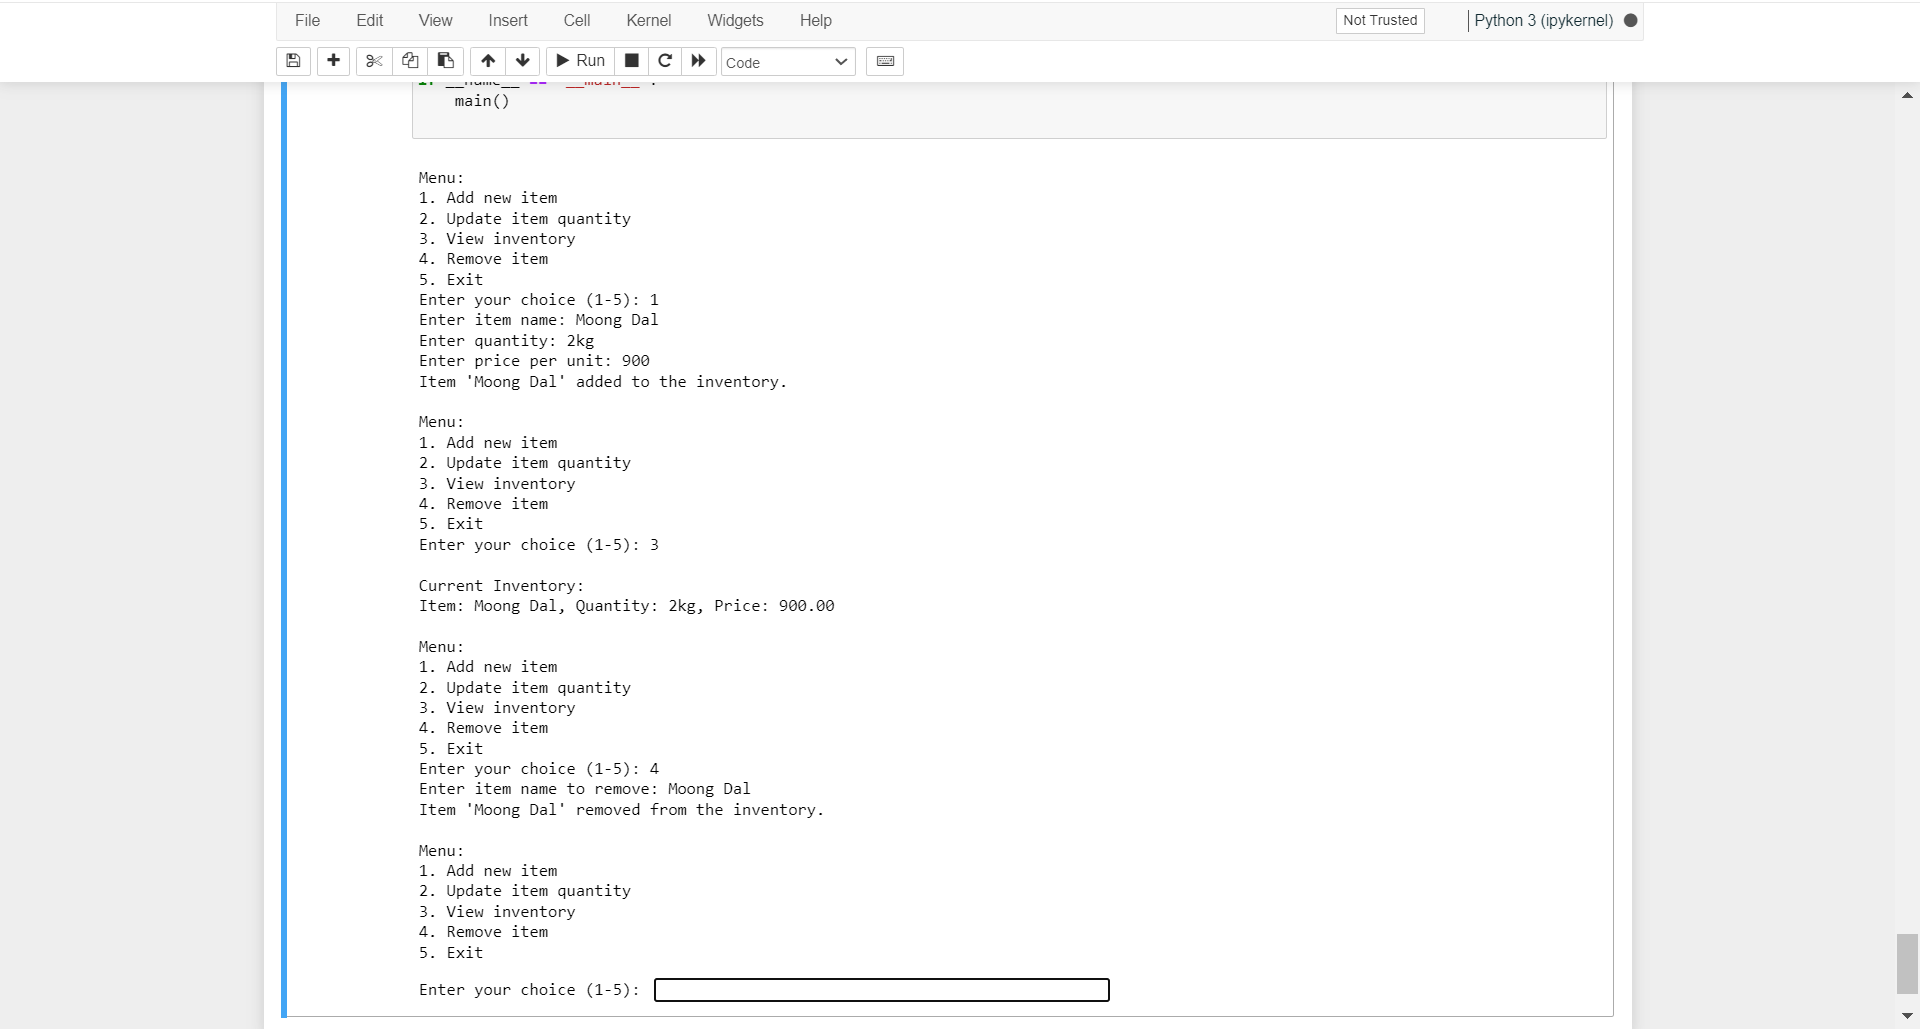 File Edit View Insert Cell Kernel Widgets Help Not Trusted Python 3 (ipykernel)
Run Code
main()
Menu:
1. Add new item
2. Update item quantity
3. View inventory
4. Remove item
5. Exit
Enter your choice (1-5): 1
Enter item name: Moong Dal
Enter quantity: 2kg
Enter price per unit: 900
Item 'Moong Dal' added to the inventory.
Menu:
1. Add new item
2. Update item quantity
3. View inventory
4. Remove item
5. Exit
Enter your choice (1-5): 3
Current Inventory:
Item: Moong Dal, Quantity: 2kg, Price: 900.00
Menu:
1. Add new item
2. Update item quantity
3. View inventory
4. Remove item
5. Exit
Enter your choice (1-5): 4
Enter item name to remove: Moong Dal
Item 'Moong Dal' removed from the inventory.
Menu:
1. Add new item
2. Update item quantity
3. View inventory
4. Remove item
5. Exit
Enter your choice (1-5):